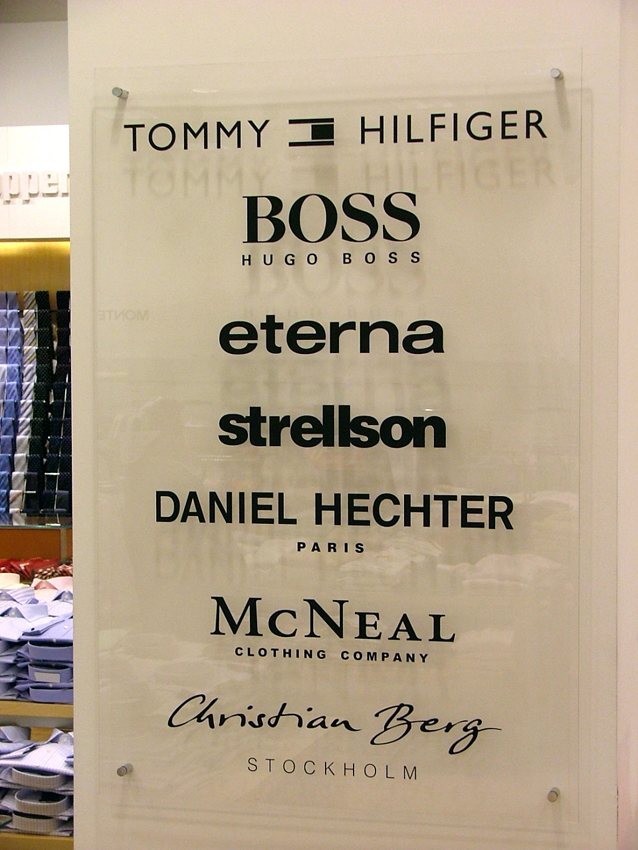 TOMMY HILFIGER
BOSS
HUGO BOSS
eterna
strellson
DANIEL HECHTER
PARIS
McNEAL
CLOTHING COMPANY
Christian Berg
STOCKHOLM